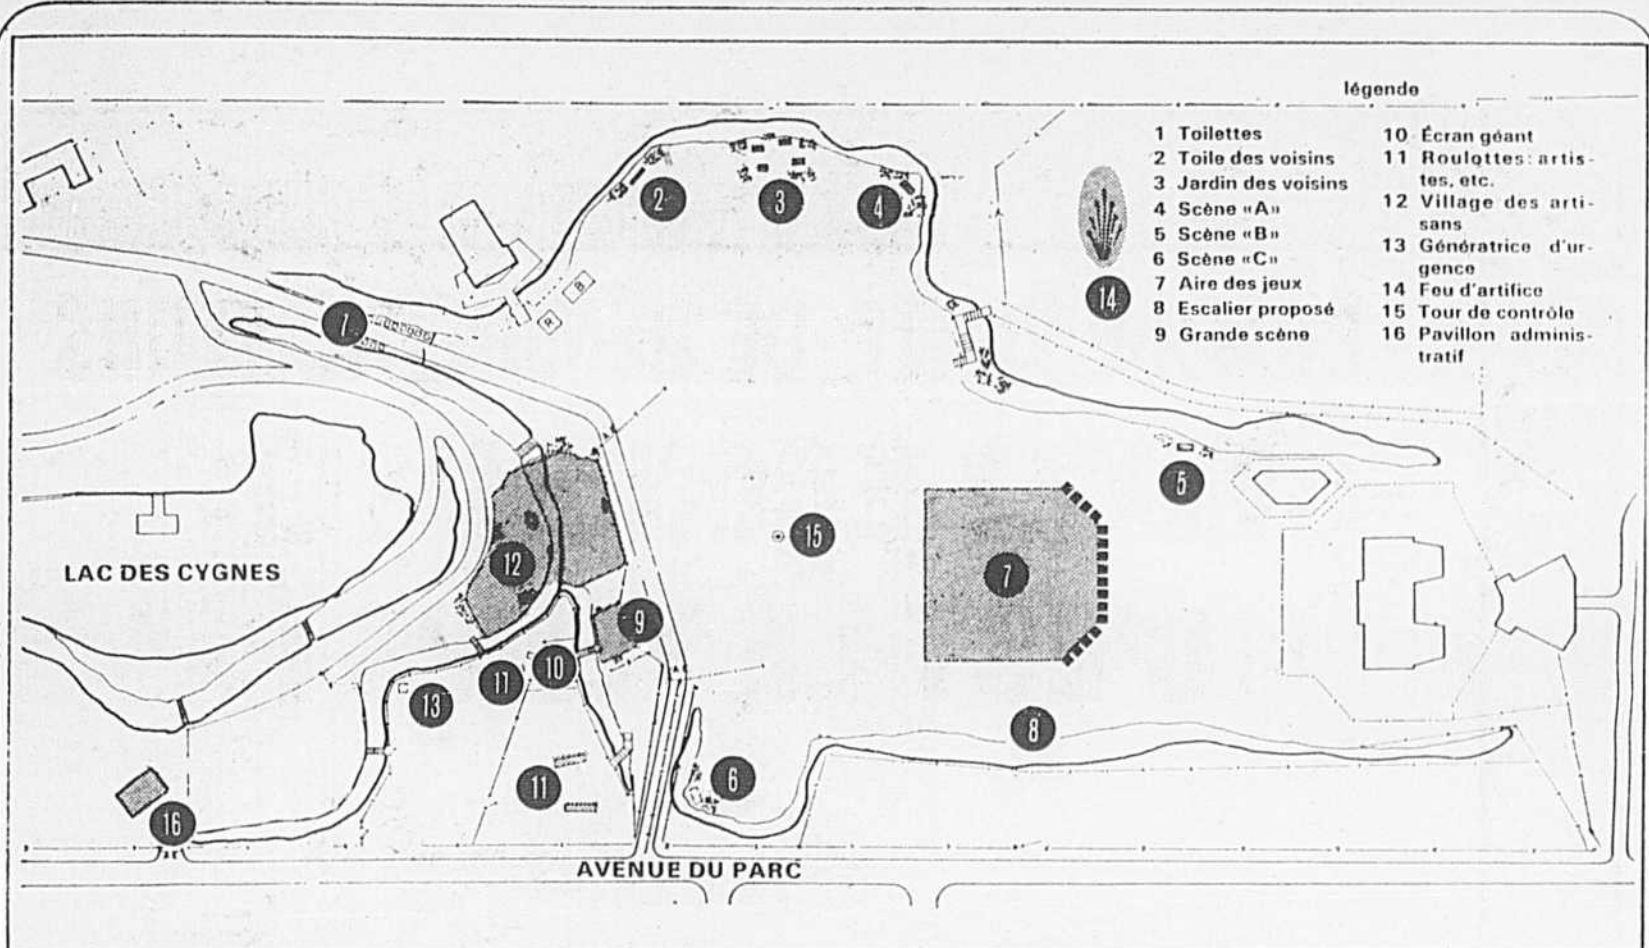 légende
1 Toilettes
2 Toile des voisins
3 Jardin des voisins
4 Scène «A»
5 Scène «B»
6 Scène «C»
7 Aire des jeux
8 Escalier proposé
9 Grande scène
10 Écran géant
11 Roulottes: artis-
tes, etc.
12 Village des arti-
sans
13 Génératrice d'ur-
gence
14 Feu d'artifice
15 Tour de contrôle
16 Pavillon adminis-
tratif
2
3
4
14
1
B
R
5
15
12
7
LAC DES CYGNES
9
10
11
13
8
6
11
16
AVENUE DU PARC